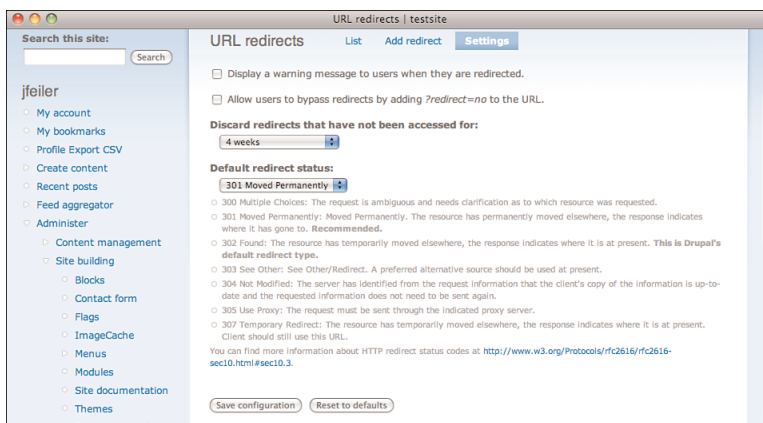 URL redirects | testsite
Search this site:
Search
jfeiler
My account
My bookmarks
Profile Export CSV
Create content
Recent posts
Feed aggregator
Administer
Content management
Site building
Blocks
Contact form
Flags
ImageCache
Menus
Modules
Site documentation
Themes
URL redirects
List
Add redirect
Settings
Display a warning message to users when they are redirected.
Allow users to bypass redirects by adding ?redirect=no to the URL.
Discard redirects that have not been accessed for:
4 weeks
Default redirect status:
301 Moved Permanently
300 Multiple Choices: The request is ambiguous and needs clarification as to which resource was requested.
301 Moved Permanently: Moved Permanently. The resource has permanently moved elsewhere, the response indicates
where it has gone to. Recommended.
302 Found: The resource has temporarily moved elsewhere, the response indicates where it is at present. This is Drupal's
default redirect type.
303 See Other: See Other/Redirect. A preferred alternative source should be used at present.
304 Not Modified: The server has identified from the request information that the client's copy of the information is up-to-
date and the requested information does not need to be sent again.
305 Use Proxy: The request must be sent through the indicated proxy server.
307 Temporary Redirect: The resource has temporarily moved elsewhere, the response indicates where it is at present.
Client should still use this URL.
You can find more information about HTTP redirect status codes at http://www.w3.org/Protocols/rfc2616/rfc2616-
sec10.html#sec10.3.
Save configuration
Reset to defaults